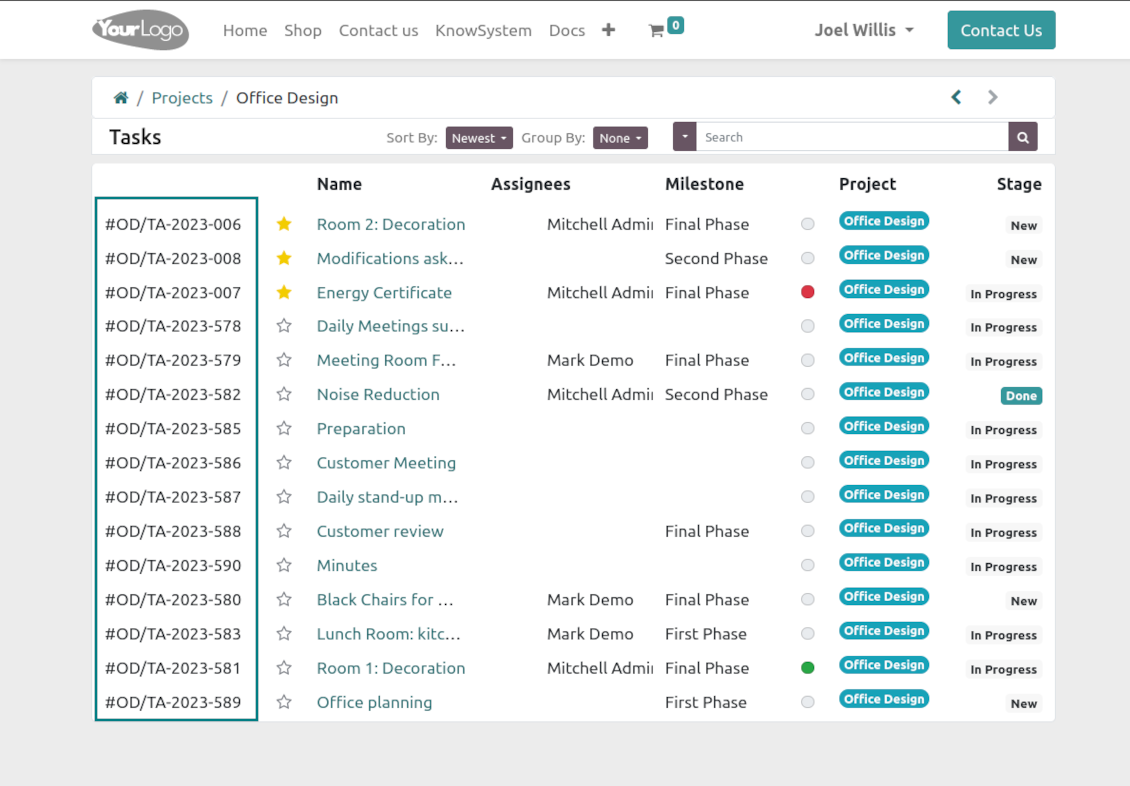 YourLogo Home Shop Contact us KnowSystem Docs + 0 Joel Willis Contact Us
/ Projects / Office Design
Tasks Sort By: Newest Group By: None Search
Name Assignees Milestone Project Stage
#OD/TA-2023-006 Room 2: Decoration Mitchell Admi Final Phase Office Design New
#OD/TA-2023-008 Modifications ask... Second Phase Office Design New
#OD/TA-2023-007 Energy Certificate Mitchell Admi Final Phase Office Design In Progress
#OD/TA-2023-578 Daily Meetings su... Office Design In Progress
#OD/TA-2023-579 Meeting Room F... Mark Demo Final Phase Office Design In Progress
#OD/TA-2023-582 Noise Reduction Mitchell Admi Second Phase Office Design Done
#OD/TA-2023-585 Preparation Office Design In Progress
#OD/TA-2023-586 Customer Meeting Office Design In Progress
#OD/TA-2023-587 Daily stand-up m... Office Design In Progress
#OD/TA-2023-588 Customer review Final Phase Office Design In Progress
#OD/TA-2023-590 Minutes Office Design In Progress
#OD/TA-2023-580 Black Chairs for ... Mark Demo Final Phase Office Design New
#OD/TA-2023-583 Lunch Room: kitc... Mark Demo First Phase Office Design In Progress
#OD/TA-2023-581 Room 1: Decoration Mitchell Admi Final Phase Office Design In Progress
#OD/TA-2023-589 Office planning First Phase Office Design New